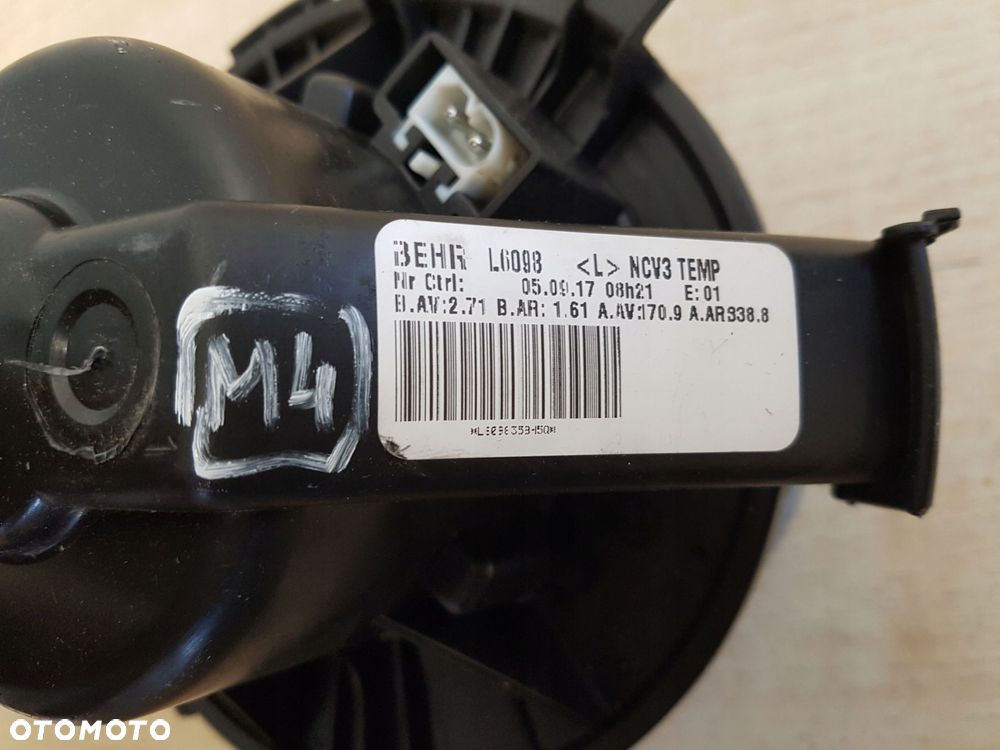 BEHR L6098 <L> NCV3 TEMP
Nr Ctrl: 05.09.17 08h21 E:01
B.AV:2.71 B.AR: 1.61 A.AV:170.9 A.AR338.8
M4
OTOMOTO